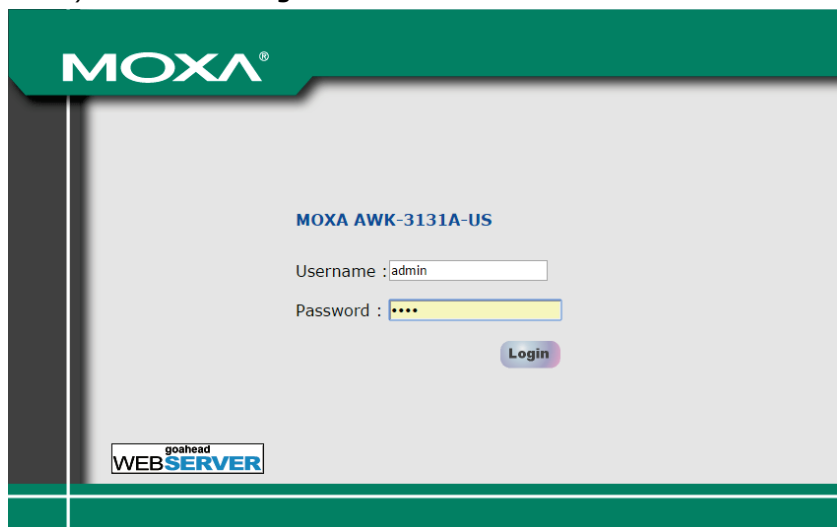 MOXA®
MOXA AWK-3131A-US
Username : admin
Password : ••••
Login
goahead
WEBSERVER